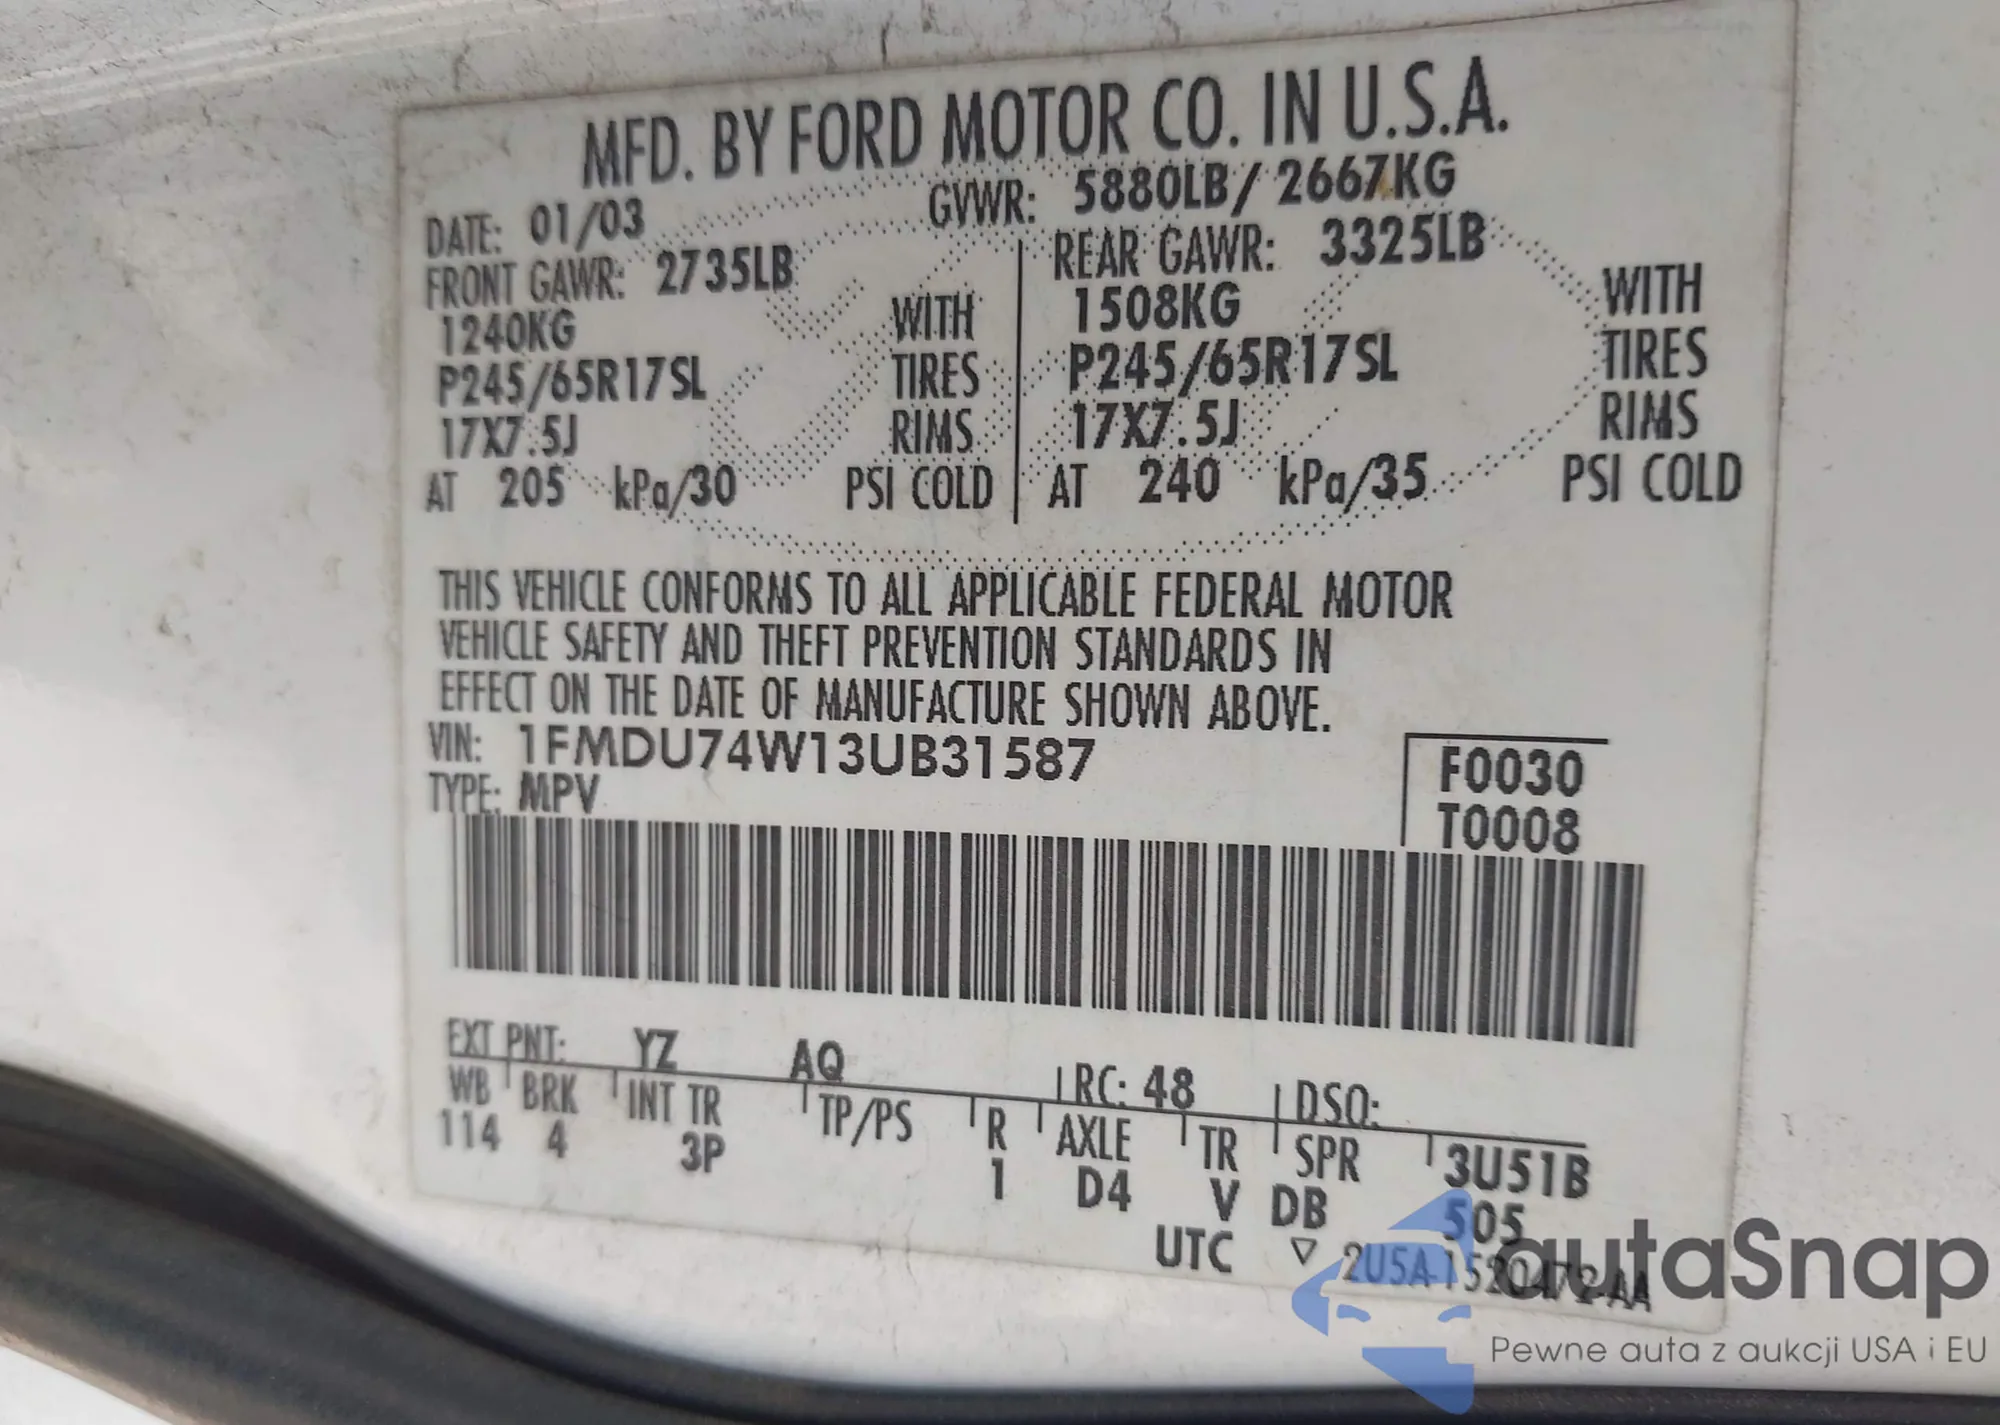 MFD. BY FORD MOTOR CO. IN U.S.A.
DATE: 01/03 GVWR: 5880LB/ 2667KG
FRONT GAWR: 2735LB REAR GAWR: 3325LB
1240KG WITH 1508KG WITH
P245/65R17SL TIRES P245/65R17SL TIRES
17X7.5J RIMS 17X7.5J RIMS
AT 205 kPa/30 PSI COLD AT 240 kPa/35 PSI COLD
THIS VEHICLE CONFORMS TO ALL APPLICABLE FEDERAL MOTOR
VEHICLE SAFETY AND THEFT PREVENTION STANDARDS IN
EFFECT ON THE DATE OF MANUFACTURE SHOWN ABOVE.
VIN: 1FMDU74W13UB31587 F0030
TYPE: MPV T0008
EXT PNT: YZ AQ RC: 48 DSO:
WB BRK INT TR TP/PS R AXLE TR SPR 3U51B
114 4 3P 1 D4 V DB 505
UTC ▽ 2U5A-1520472-AA
autaSnap
Pewne auta z aukcji USA i EU